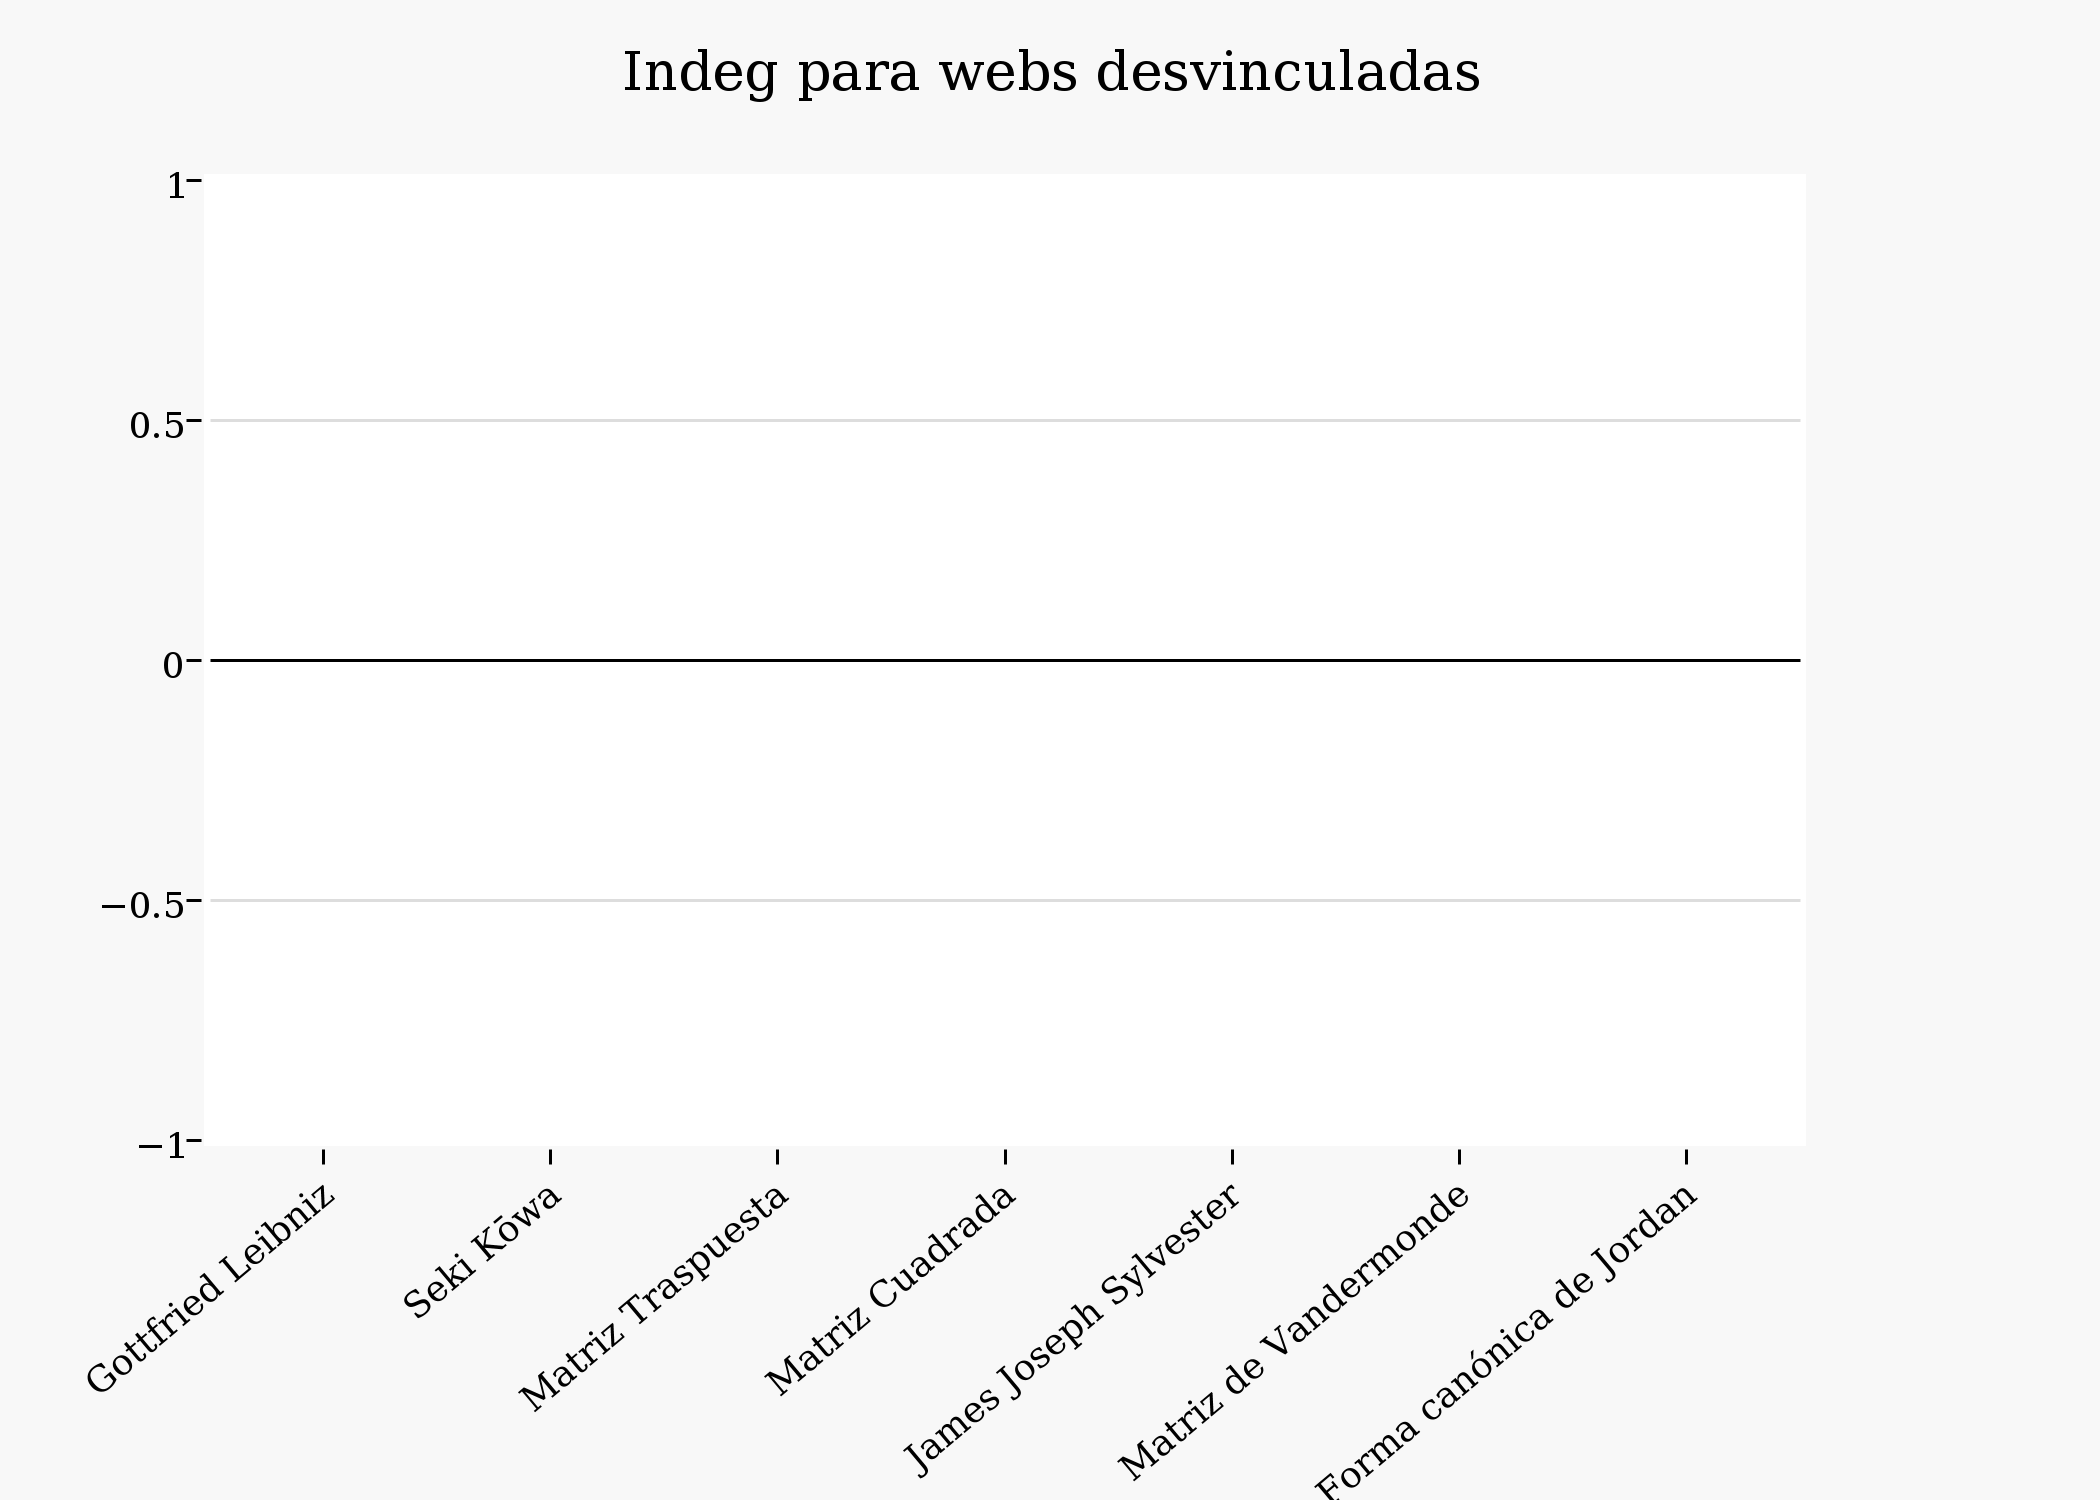 Indeg para webs desvinculadas
1
0.5
0
−0.5
−1
Gottfried Leibniz
Seki Kōwa
Matriz Traspuesta
Matriz Cuadrada
James Joseph Sylvester
Matriz de Vandermonde
Forma canónica de Jordan